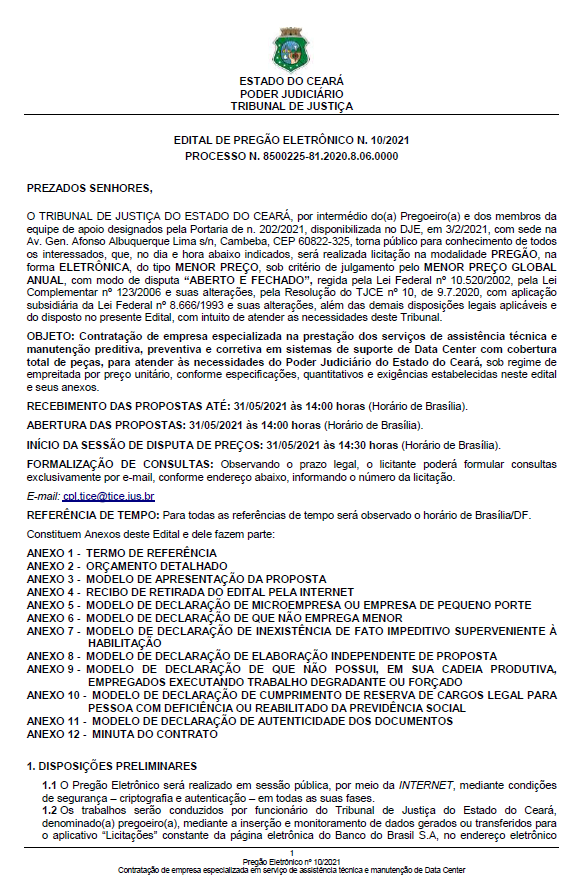 ESTADO DO CEARÁ
PODER JUDICIÁRIO
TRIBUNAL DE JUSTIÇA
EDITAL DE PREGÃO ELETRÔNICO N. 10/2021
PROCESSO N. 8500225-81.2020.8.06.0000
PREZADOS SENHORES,
O TRIBUNAL DE JUSTIÇA DO ESTADO DO CEARÁ, por intermédio do(a) Pregoeiro(a) e dos membros da
equipe de apoio designados pela Portaria de n. 202/2021, disponibilizada no DJE, em 3/2/2021, com sede na
Av. Gen. Afonso Albuquerque Lima s/n, Cambeba, CEP 60822-325, torna público para conhecimento de todos
os interessados, que, no dia e hora abaixo indicados, será realizada licitação na modalidade PREGÃO, na
forma ELETRÔNICA, do tipo MENOR PREÇO, sob critério de julgamento pelo MENOR PREÇO GLOBAL
ANUAL, com modo de disputa “ABERTO E FECHADO”, regida pela Lei Federal nº 10.520/2002, pela Lei
Complementar nº 123/2006 e suas alterações, pela Resolução do TJCE nº 10, de 9.7.2020, com aplicação
subsidiária da Lei Federal nº 8.666/1993 e suas alterações, além das demais disposições legais aplicáveis e
do disposto no presente Edital, com intuito de atender as necessidades deste Tribunal.
OBJETO: Contratação de empresa especializada na prestação dos serviços de assistência técnica e
manutenção preditiva, preventiva e corretiva em sistemas de suporte de Data Center com cobertura
total de peças, para atender às necessidades do Poder Judiciário do Estado do Ceará, sob regime de
empreitada por preço unitário, conforme especificações, quantitativos e exigências estabelecidas neste edital
e seus anexos.
RECEBIMENTO DAS PROPOSTAS ATÉ: 31/05/2021 às 14:00 horas (Horário de Brasília).
ABERTURA DAS PROPOSTAS: 31/05/2021 às 14:00 horas (Horário de Brasília).
INÍCIO DA SESSÃO DE DISPUTA DE PREÇOS: 31/05/2021 às 14:30 horas (Horário de Brasília).
FORMALIZAÇÃO DE CONSULTAS: Observando o prazo legal, o licitante poderá formular consultas
exclusivamente por e-mail, conforme endereço abaixo, informando o número da licitação.
E-mail: cpl.tjce@tjce.jus.br
REFERÊNCIA DE TEMPO: Para todas as referências de tempo será observado o horário de Brasília/DF.
Constituem Anexos deste Edital e dele fazem parte:
ANEXO 1 - TERMO DE REFERÊNCIA
ANEXO 2 - ORÇAMENTO DETALHADO
ANEXO 3 - MODELO DE APRESENTAÇÃO DA PROPOSTA
ANEXO 4 - RECIBO DE RETIRADA DO EDITAL PELA INTERNET
ANEXO 5 - MODELO DE DECLARAÇÃO DE MICROEMPRESA OU EMPRESA DE PEQUENO PORTE
ANEXO 6 - MODELO DE DECLARAÇÃO DE QUE NÃO EMPREGA MENOR
ANEXO 7 - MODELO DE DECLARAÇÃO DE INEXISTÊNCIA DE FATO IMPEDITIVO SUPERVENIENTE À
HABILITAÇÃO
ANEXO 8 - MODELO DE DECLARAÇÃO DE ELABORAÇÃO INDEPENDENTE DE PROPOSTA
ANEXO 9 - MODELO DE DECLARAÇÃO DE QUE NÃO POSSUI, EM SUA CADEIA PRODUTIVA,
EMPREGADOS EXECUTANDO TRABALHO DEGRADANTE OU FORÇADO
ANEXO 10 - MODELO DE DECLARAÇÃO DE CUMPRIMENTO DE RESERVA DE CARGOS LEGAL PARA
PESSOA COM DEFICIÊNCIA OU REABILITADO DA PREVIDÊNCIA SOCIAL
ANEXO 11 - MODELO DE DECLARAÇÃO DE AUTENTICIDADE DOS DOCUMENTOS
ANEXO 12 - MINUTA DO CONTRATO
1. DISPOSIÇÕES PRELIMINARES
1.1 O Pregão Eletrônico será realizado em sessão pública, por meio da INTERNET, mediante condições
de segurança – criptografia e autenticação – em todas as suas fases.
1.2 Os trabalhos serão conduzidos por funcionário do Tribunal de Justiça do Estado do Ceará,
denominado(a) pregoeiro(a), mediante a inserção e monitoramento de dados gerados ou transferidos para
o aplicativo “Licitações” constante da página eletrônica do Banco do Brasil S.A, no endereço eletrônico
1
Pregão Eletrônico nº 10/2021
Contratação de empresa especializada em serviço de assistência técnica e manutenção de Data Center